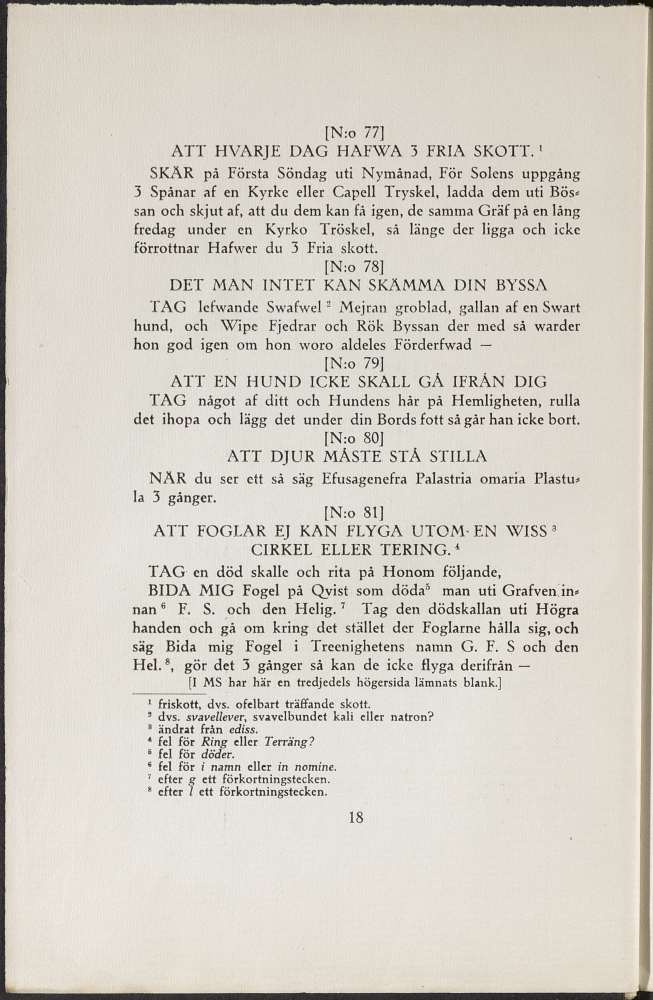 [N:o 77]
ATT HVARJE DAG HAFWA 3 FRIA SKOTT. ¹
SKÄR på Första Söndag uti Nymånad, För Solens uppgång
3 Spånar af en Kyrke eller Capell Tryskel, ladda dem uti Bös⸗
san och skjut af, att du dem kan få igen, de samma Gräf på en lång
fredag under en Kyrko Tröskel, så länge der ligga och icke
förrottnar Hafwer du 3 Fria skott.
[N:o 78]
DET MAN INTET KAN SKÄMMA DIN BYSSA
TAG lefwande Swafwel ² Mejran groblad, gallan af en Swart
hund, och Wipe Fjedrar och Rök Byssan der med så warder
hon god igen om hon woro aldeles Förderfwad —
[N:o 79]
ATT EN HUND ICKE SKALL GÅ IFRÅN DIG
TAG något af ditt och Hundens hår på Hemligheten, rulla
det ihopa och lägg det under din Bords fott så går han icke bort.
[N:o 80]
ATT DJUR MÅSTE STÅ STILLA
NÄR du ser ett så säg Efusagenefra Palastria omaria Plastu⸗
la 3 gånger.
[N:o 81]
ATT FOGLAR EJ KAN FLYGA UTOM-EN WISS ³
CIRKEL ELLER TERING. ⁴
TAG en död skalle och rita på Honom följande,
BIDA MIG Fogel på Qvist som döda⁵ man uti Grafven in⸗
nan ⁶ F. S. och den Helig. ⁷ Tag den dödskallan uti Högra
handen och gå om kring det stället der Foglarne hålla sig, och
säg Bida mig Fogel i Treenighetens namn G. F. S och den
Hel. ⁸, gör det 3 gånger så kan de icke flyga derifrån —
[I MS har här en tredjedels högersida lämnats blank.]
¹ friskott, dvs. ofelbart träffande skott.
² dvs. svavellever, svavelbundet kali eller natron?
³ ändrat från ediss.
⁴ fel för Ring eller Terräng?
⁵ fel för döder.
⁶ fel för i namn eller in nomine.
⁷ efter g ett förkortningstecken.
⁸ efter l ett förkortningstecken.
18